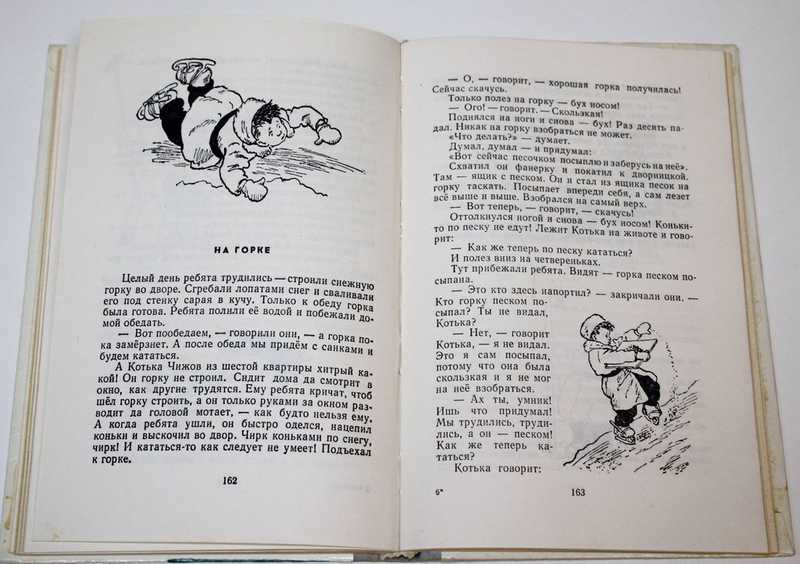 НА ГОРКЕ
Целый день ребята трудились — строили снежную
горку во дворе. Сгребали лопатами снег и сваливали
его под стенку сарая в кучу. Только к обеду горка
была готова. Ребята полили её водой и побежали до-
мой обедать.
— Вот пообедаем, — говорили они, — а горка по-
ка замёрзнет. А после обеда мы придём с санками и
будем кататься.
А Котька Чижов из шестой квартиры хитрый ка-
кой! Он горку не строил. Сидит дома да смотрит в
окно, как другие трудятся. Ему ребята кричат, чтоб
шёл горку строить, а он только руками за окном раз-
водит да головой мотает, — как будто нельзя ему.
А когда ребята ушли, он быстро оделся, нацепил
коньки и выскочил во двор. Чирк коньками по снегу,
чирк! И кататься-то как следует не умеет! Подъехал
к горке.
162
— О, — говорит, — хорошая горка получилась!
Сейчас скачусь.
Только полез на горку — бух носом!
— Ого! — говорит. — Скользкая!
Поднялся на ноги и снова — бух! Раз десять па-
дал. Никак на горку взобраться не может.
«Что делать?» — думает.
Думал, думал — и придумал:
«Вот сейчас песочком посыплю и заберусь на неё».
Схватил он фанерку и покатил к дворницкой.
Там — ящик с песком. Он и стал из ящика песок на
горку таскать. Посыпает впереди себя, а сам лезет
всё выше и выше. Взобрался на самый верх.
— Вот теперь, — говорит, — скачусь!
Оттолкнулся ногой и снова — бух носом! Коньки-
то по песку не едут! Лежит Котька на животе и гово-
рит:
— Как же теперь по песку кататься?
И полез вниз на четвереньках.
Тут прибежали ребята. Видят — горка песком по-
сыпана.
— Это кто здесь напортил? — закричали они. —
Кто горку песком по-
сыпал? Ты не видал,
Котька?
— Нет, — говорит
Котька, — я не видал.
Это я сам посыпал,
потому что она была
скользкая и я не мог
на неё взобраться.
— Ах ты, умник!
Ишь что придумал!
Мы трудились, труди-
лись, а он — песком!
Как же теперь ка-
таться?
Котька говорит:
6*
163